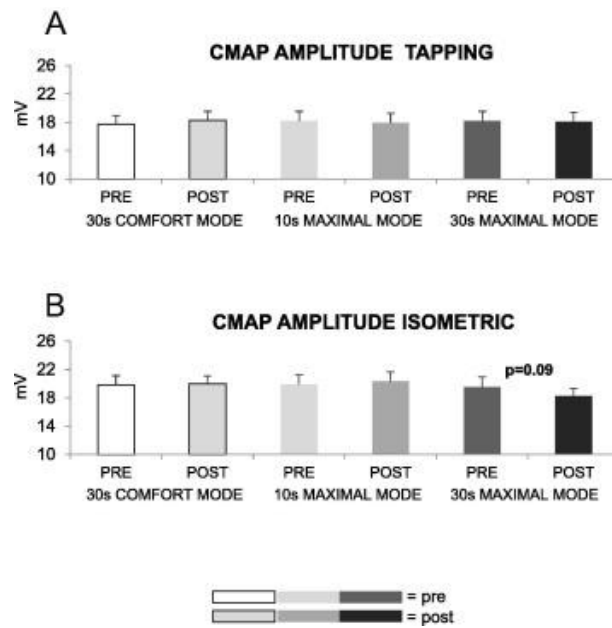 A
CMAP AMPLITUDE TAPPING
26
22
18
14
10
mV
PRE POST PRE POST PRE POST
30s COMFORT MODE 10s MAXIMAL MODE 30s MAXIMAL MODE
B
CMAP AMPLITUDE ISOMETRIC
26
22
18
14
10
mV
p=0.09
PRE POST PRE POST PRE POST
30s COMFORT MODE 10s MAXIMAL MODE 30s MAXIMAL MODE
= pre
= post